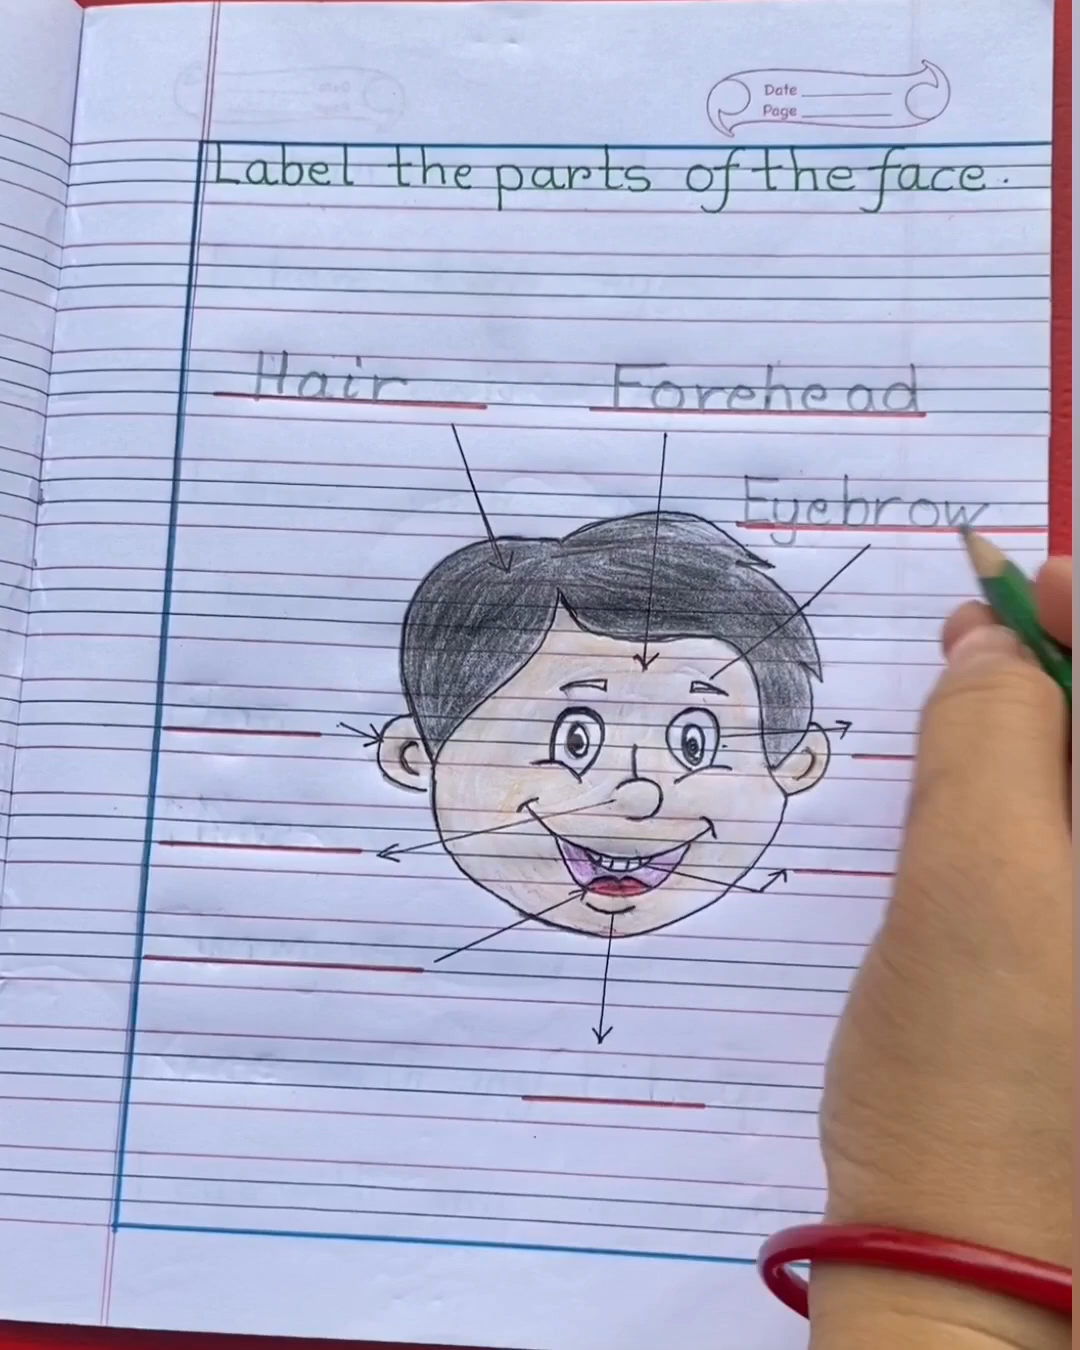 Date
Page
Label the parts of the face.
Hair
Forehead
Eyebrow